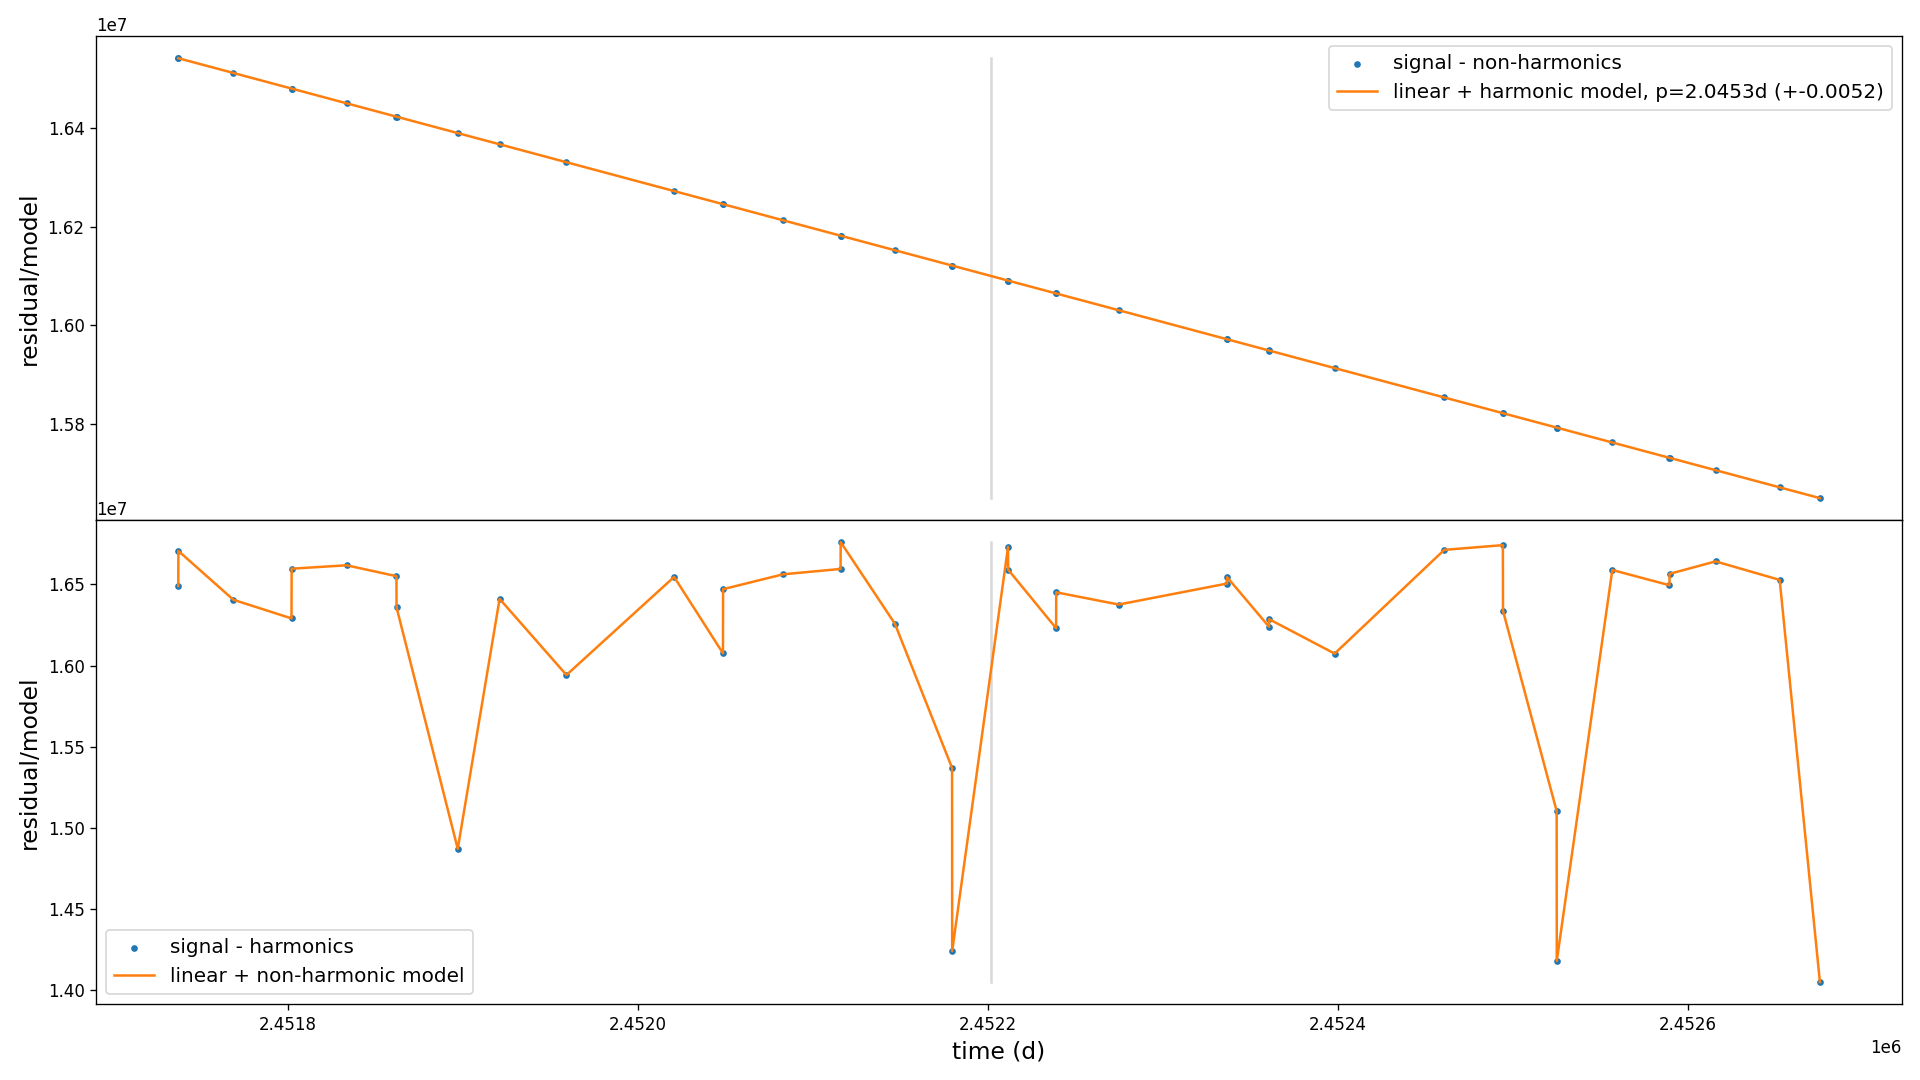 1e7
signal - non-harmonics
linear + harmonic model, p=2.0453d (+-0.0052)
1.64
1.62
1.60
1.58
residual/model
1e7
1.65
1.60
1.55
1.50
1.45
1.40
residual/model
signal - harmonics
linear + non-harmonic model
2.4518
2.4520
2.4522
2.4524
2.4526
time (d)
1e6